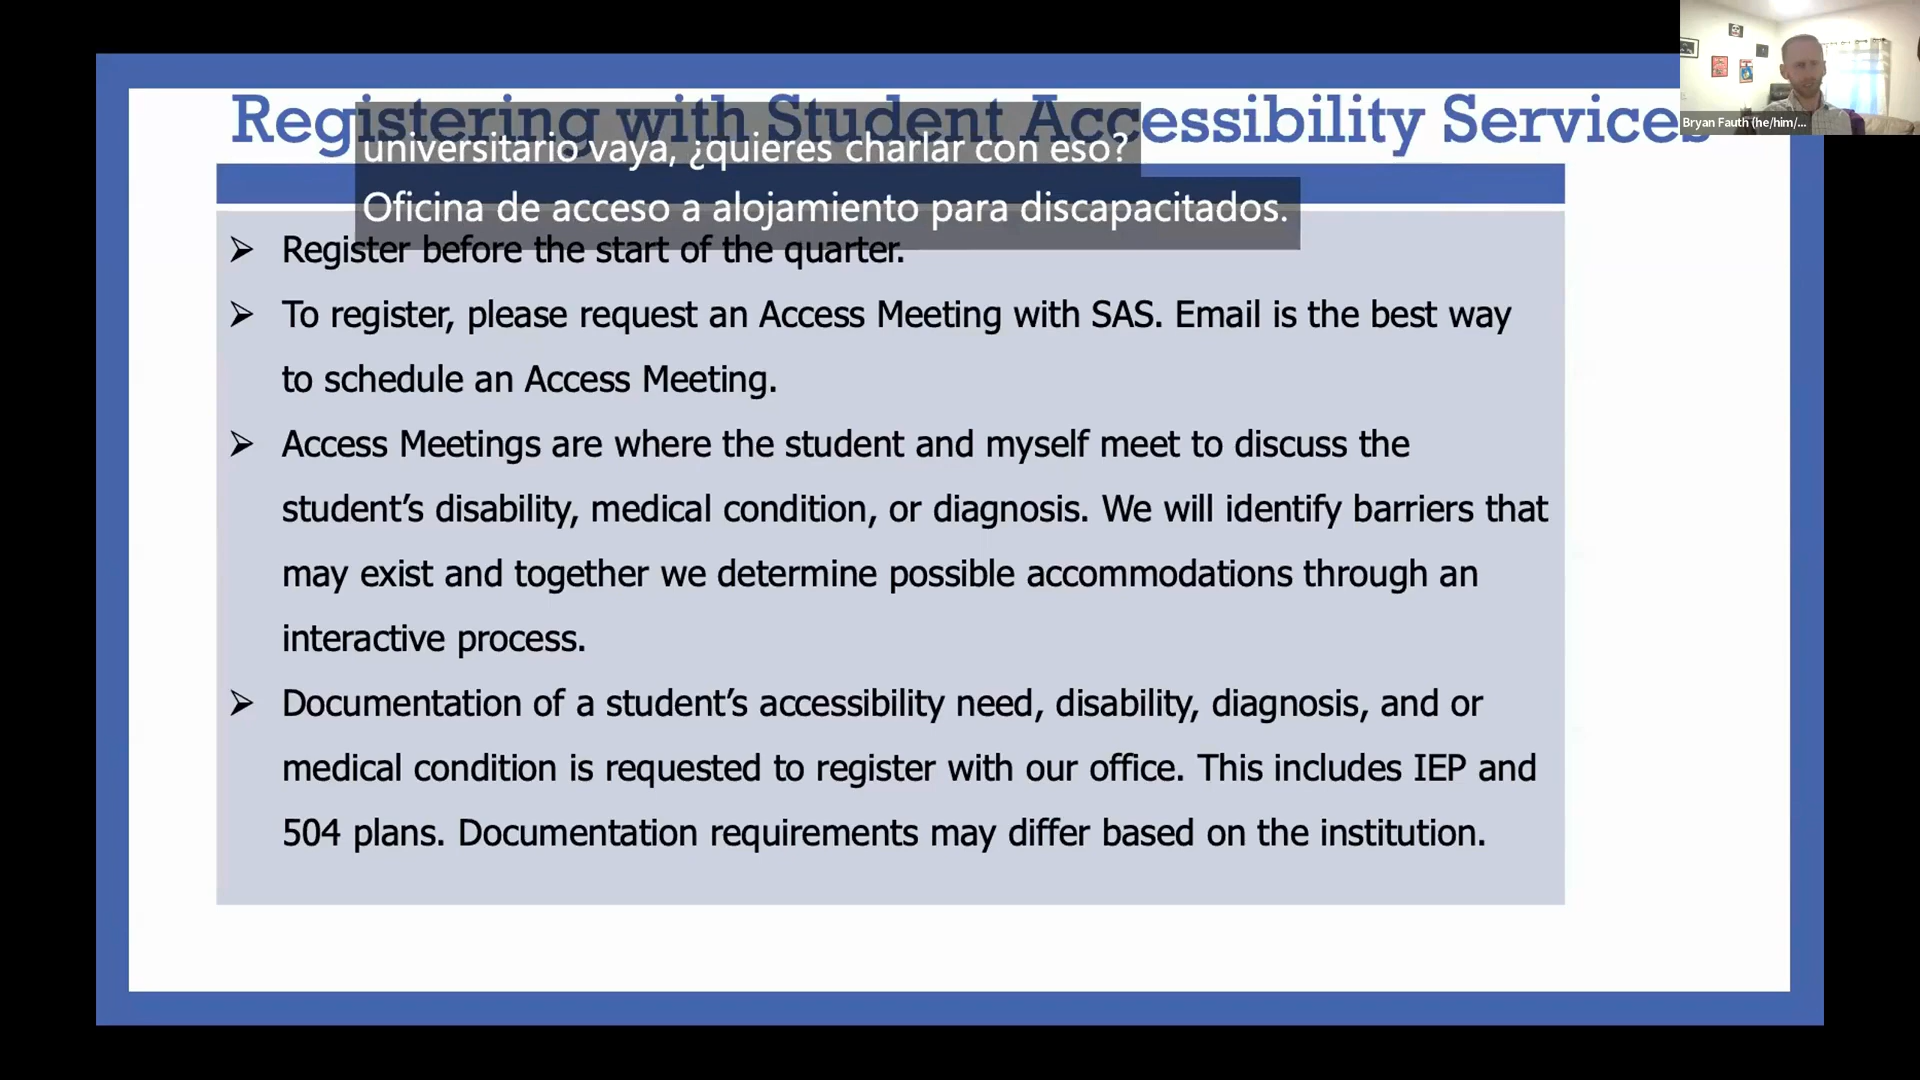 Registering with Student Accessibility Services
universitario vaya, ¿quieres charlar con eso?
Oficina de acceso a alojamiento para discapacitados.
Register before the start of the quarter.
To register, please request an Access Meeting with SAS. Email is the best way
to schedule an Access Meeting.
Access Meetings are where the student and myself meet to discuss the
student’s disability, medical condition, or diagnosis. We will identify barriers that
may exist and together we determine possible accommodations through an
interactive process.
Documentation of a student’s accessibility need, disability, diagnosis, and or
medical condition is requested to register with our office. This includes IEP and
504 plans. Documentation requirements may differ based on the institution.
Bryan Fauth (he/him/...